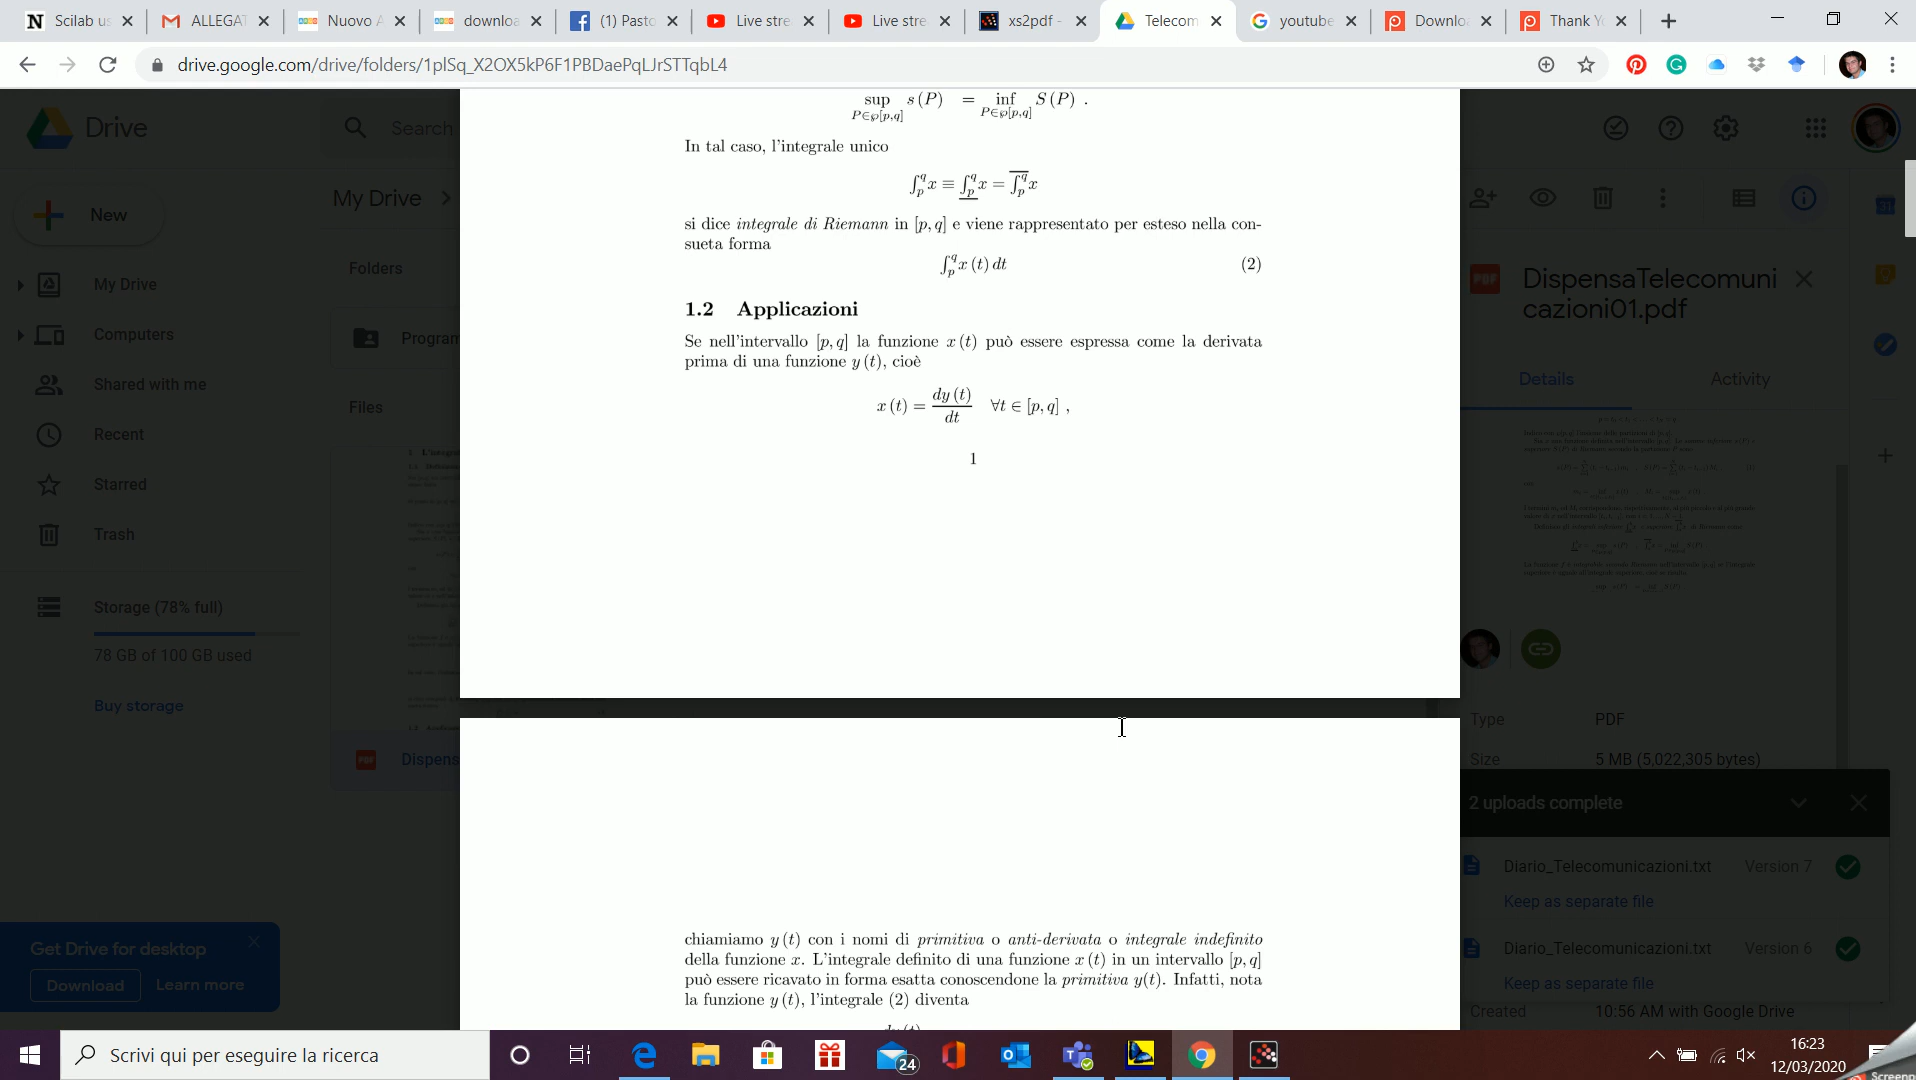 Scilab us
ALLEGAT
Nuovo A
downloa
(1) Pasto
Live stre
Live stre
xs2pdf -
Telecom
youtube
Downlo
Thank Y
drive.google.com/drive/folders/1plSq_X2OX5kP6F1PBDaePqLJrSTTqbL4
Drive
Search
New
My Drive
Computers
Shared with me
Recent
Starred
Trash
Storage (78% full)
78 GB of 100 GB used
Buy storage
Get Drive for desktop
Download Learn more
My Drive
Folders
Program
Files
Dispens
sup s(P) = inf S(P) .
P∈℘[p,q] P∈℘[p,q]
In tal caso, l'integrale unico
∫_p^q x ≡ \underline{∫_p^q} x = \overline{∫_p^q} x
si dice integrale di Riemann in [p, q] e viene rappresentato per esteso nella con-
sueta forma
∫_p^q x (t) dt (2)
1.2 Applicazioni
Se nell'intervallo [p, q] la funzione x (t) può essere espressa come la derivata
prima di una funzione y (t), cioè
x (t) = dy (t) / dt ∀t ∈ [p, q] ,
1
chiamiamo y (t) con i nomi di primitiva o anti-derivata o integrale indefinito
della funzione x. L'integrale definito di una funzione x (t) in un intervallo [p, q]
può essere ricavato in forma esatta conoscendone la primitiva y(t). Infatti, nota
la funzione y (t), l'integrale (2) diventa
DispensaTelecomuni
cazioni01.pdf
Details Activity
Type PDF
Size 5 MB (5,022,305 bytes)
2 uploads complete
Diario_Telecomunicazioni.txt Version 7
Keep as separate file
Diario_Telecomunicazioni.txt Version 6
Keep as separate file
Created 10:56 AM with Google Drive
Scrivi qui per eseguire la ricerca
24
16:23
12/03/2020
Screenp